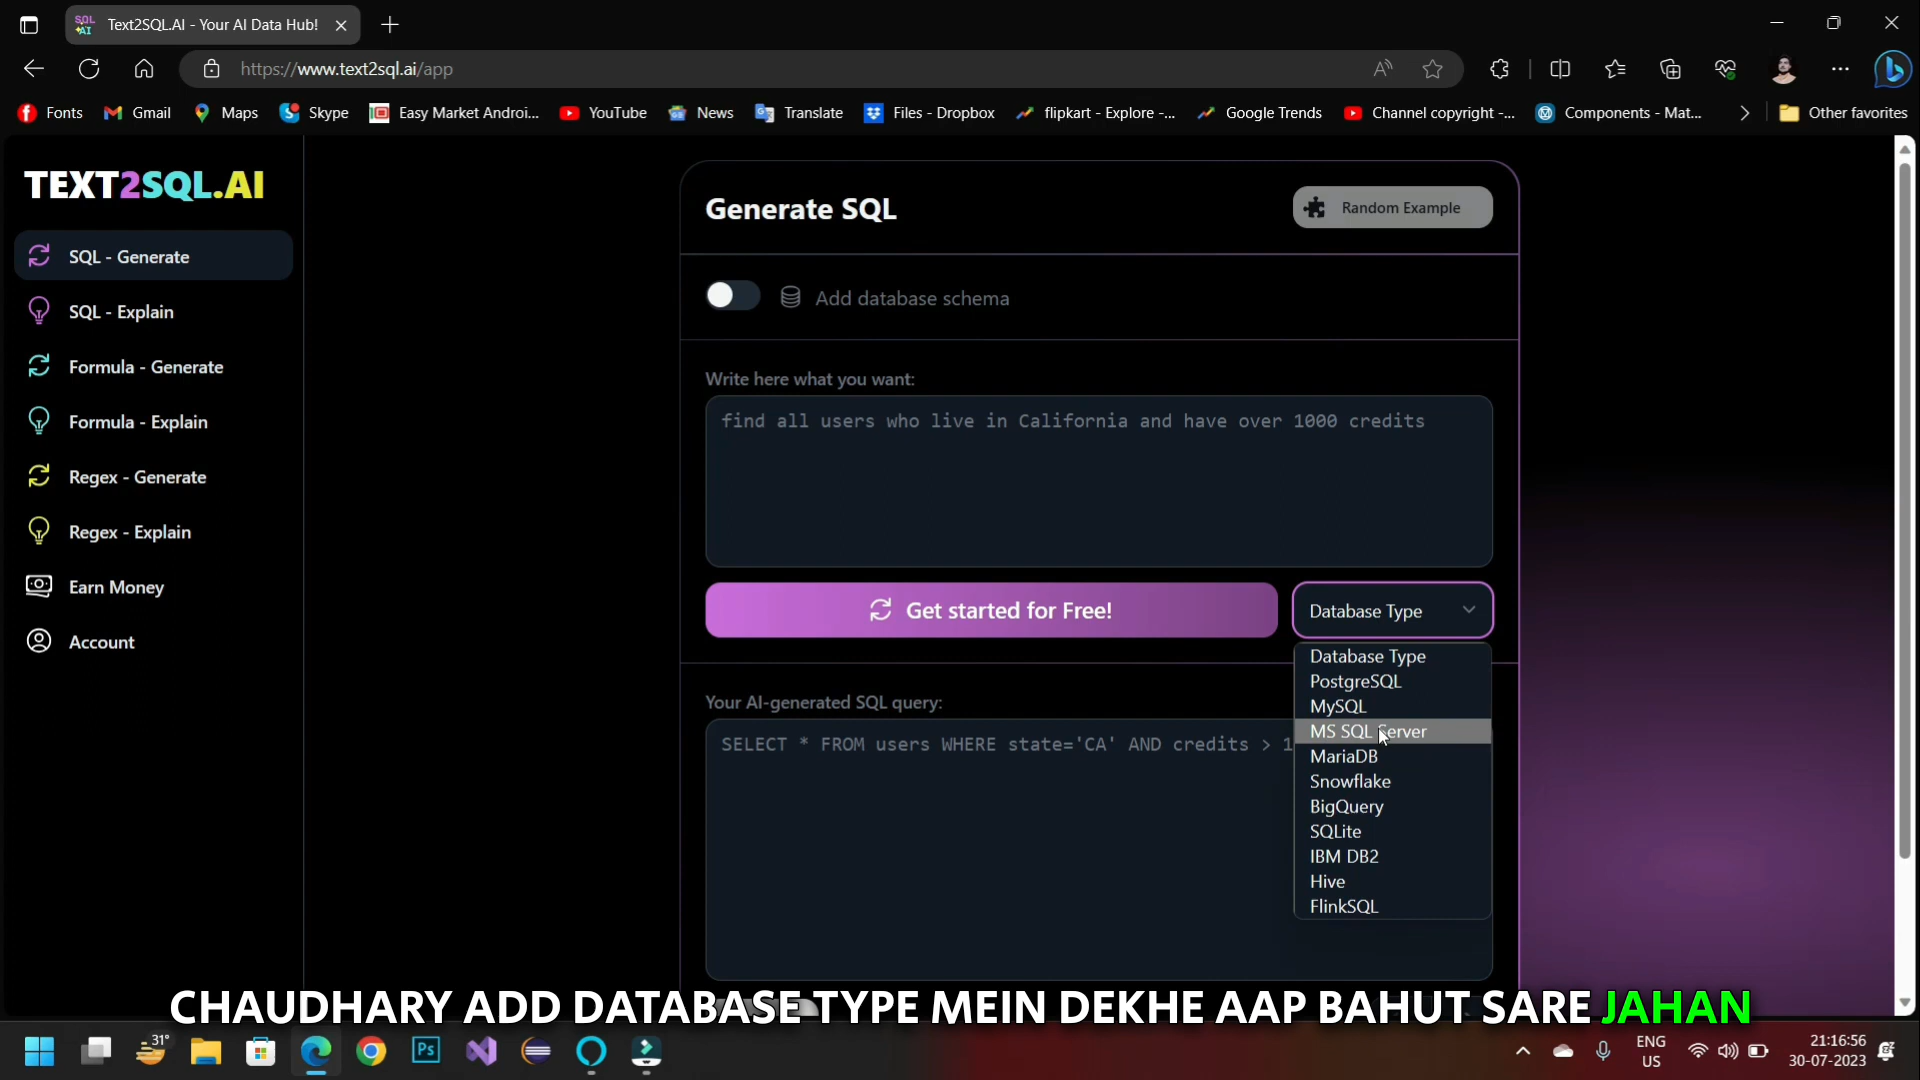 Text2SQL.AI - Your AI Data Hub!
https://www.text2sql.ai/app
Fonts
Gmail
Maps
Skype
Easy Market Androi...
YouTube
News
Translate
Files - Dropbox
flipkart - Explore -...
Google Trends
Channel copyright -...
Components - Mat...
Other favorites
TEXT2SQL.AI
SQL - Generate
SQL - Explain
Formula - Generate
Formula - Explain
Regex - Generate
Regex - Explain
Earn Money
Account
Generate SQL
Random Example
Add database schema
Write here what you want:
find all users who live in California and have over 1000 credits
Get started for Free!
Database Type
Database Type
PostgreSQL
MySQL
MS SQL Server
MariaDB
Snowflake
BigQuery
SQLite
IBM DB2
Hive
FlinkSQL
Your AI-generated SQL query:
SELECT * FROM users WHERE state='CA' AND credits > 1
CHAUDHARY ADD DATABASE TYPE MEIN DEKHE AAP BAHUT SARE JAHAN
31°
Ps
ENG
US
21:16:56
30-07-2023